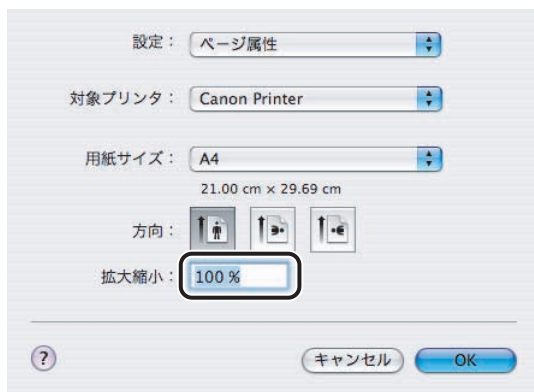 設定： ページ属性
対象プリンタ： Canon Printer
用紙サイズ： A4
21.00 cm × 29.69 cm
方向：
拡大縮小： 100 %
? キャンセル OK